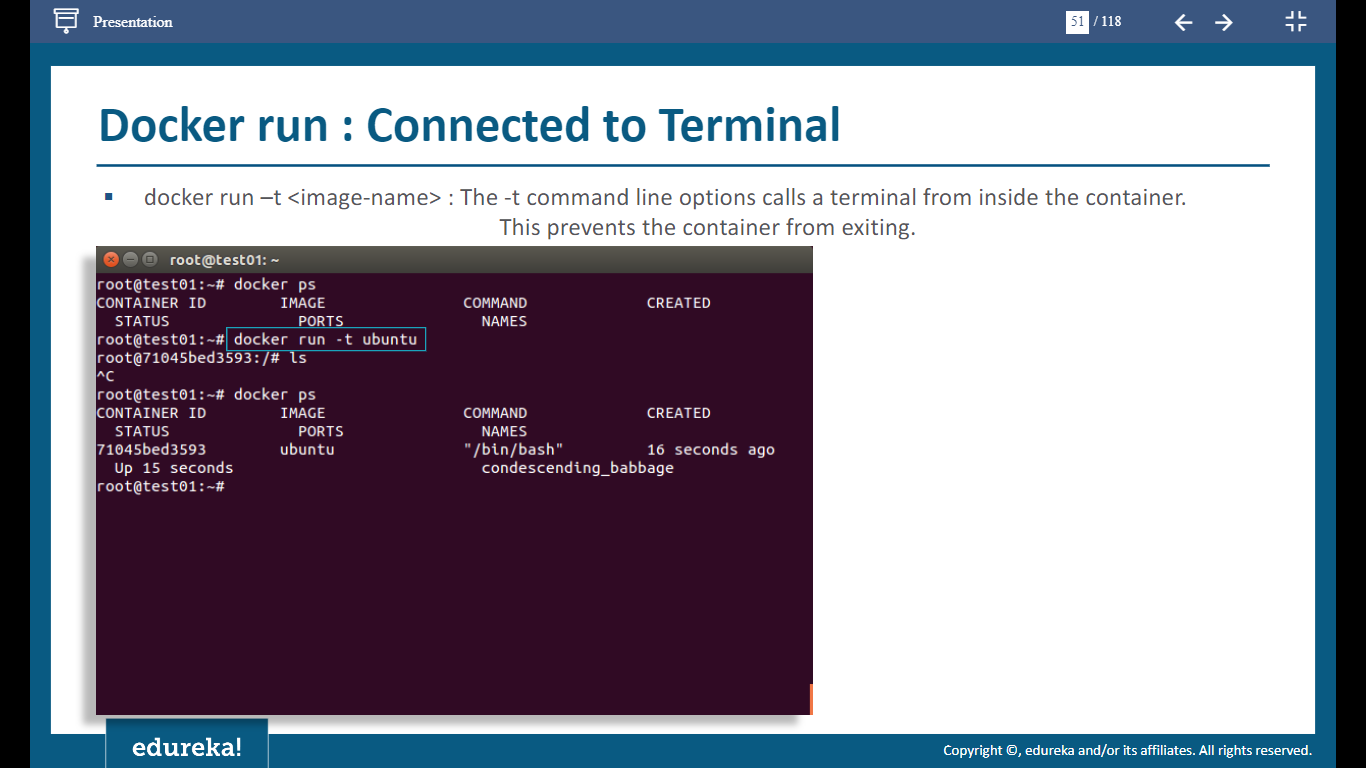 Presentation
51 / 118
Docker run : Connected to Terminal
▪ docker run –t <image-name> : The -t command line options calls a terminal from inside the container.
This prevents the container from exiting.
root@test01: ~
root@test01:~# docker ps
CONTAINER ID        IMAGE               COMMAND             CREATED
  STATUS              PORTS               NAMES
root@test01:~# docker run -t ubuntu
root@71045bed3593:/# ls
^C
root@test01:~# docker ps
CONTAINER ID        IMAGE               COMMAND             CREATED
  STATUS              PORTS               NAMES
71045bed3593        ubuntu              "/bin/bash"         16 seconds ago
  Up 15 seconds                           condescending_babbage
root@test01:~#
edureka!
Copyright ©, edureka and/or its affiliates. All rights reserved.